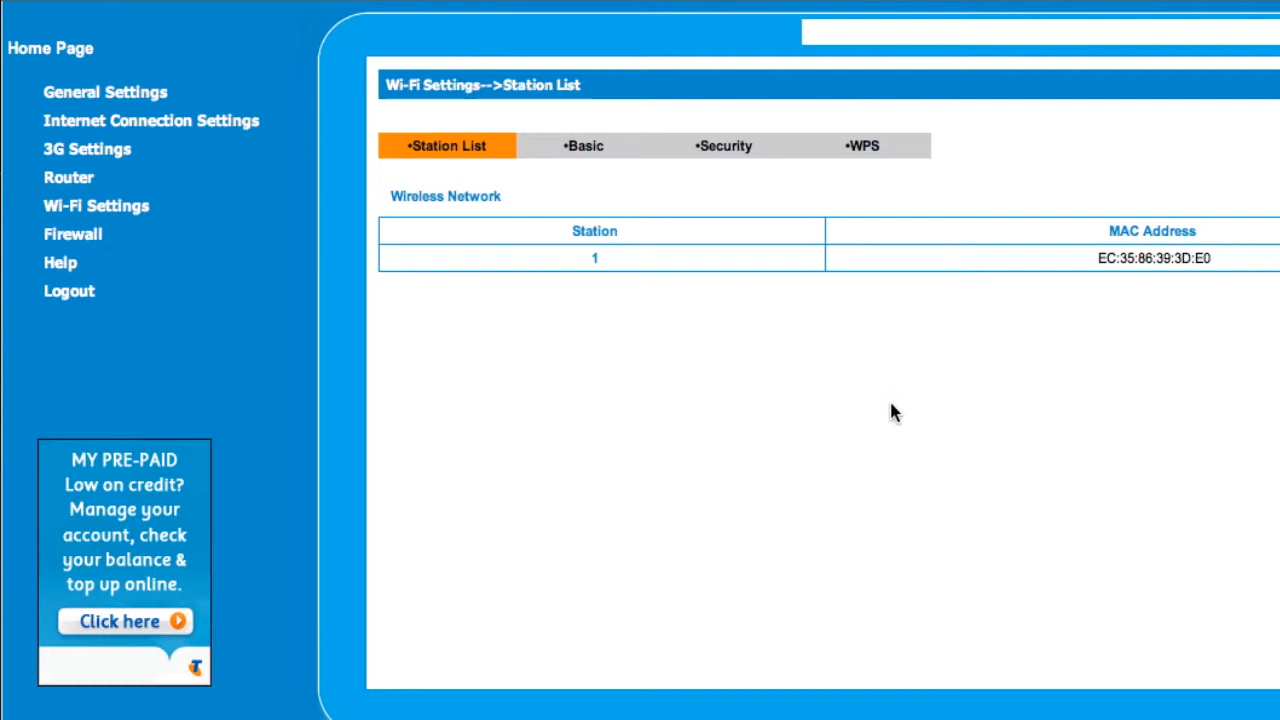 Home Page
General Settings
Internet Connection Settings
3G Settings
Router
Wi-Fi Settings
Firewall
Help
Logout
MY PRE-PAID
Low on credit?
Manage your
account, check
your balance &
top up online.
Click here
T
Wi-Fi Settings-->Station List
•Station List •Basic •Security •WPS
Wireless Network
Station MAC Address
1 EC:35:86:39:3D:E0